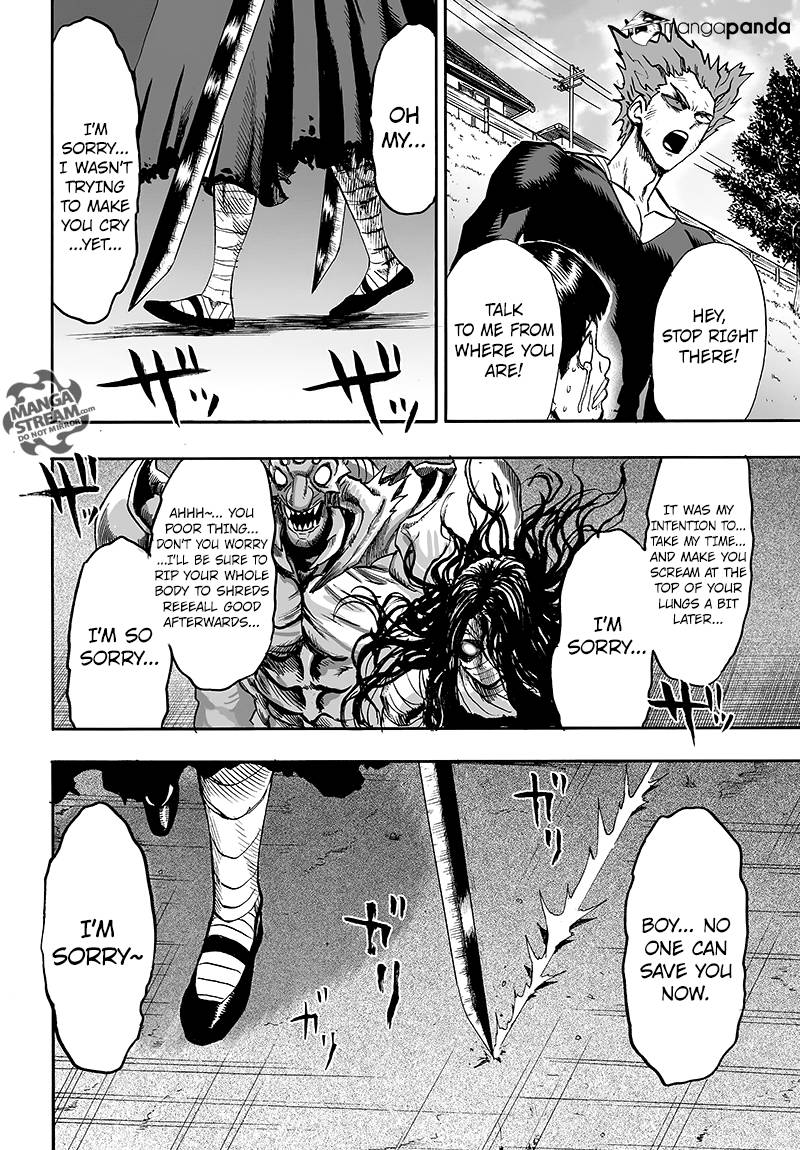 mangapanda
HEY,
STOP RIGHT
THERE!
TALK
TO ME FROM
WHERE YOU
ARE!
OH
MY...
I'M
SORRY...
I WASN'T
TRYING
TO MAKE
YOU CRY
...YET...
ザッ
ザッ
MANGA
STREAM.com
DO NOT MIRROR!
IT WAS MY
INTENTION TO...
TAKE MY TIME...
AND MAKE YOU
SCREAM AT THE
TOP OF YOUR
LUNGS A BIT
LATER...
I'M
SORRY...
ザッ
AHHH~... YOU
POOR THING...
DON'T YOU WORRY
...I'LL BE SURE TO
RIP YOUR WHOLE
BODY TO SHREDS
REEEALL GOOD
AFTERWARDS...
I'M SO
SORRY...
ザッ
BOY... NO
ONE CAN
SAVE YOU
NOW.
ガ
ガ
ガ
I'M
SORRY~